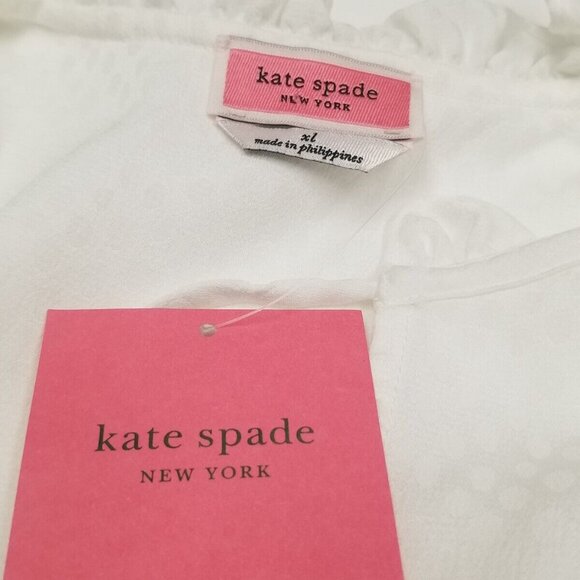 kate spade
NEW YORK
xl
made in philippines
kate spade
NEW YORK